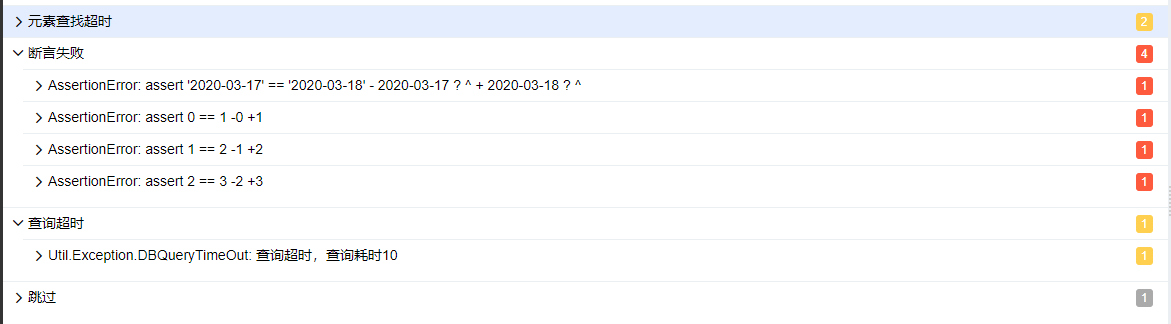 元素查找超时 2
断言失败 4
AssertionError: assert '2020-03-17' == '2020-03-18' - 2020-03-17 ? ^ + 2020-03-18 ? ^ 1
AssertionError: assert 0 == 1 -0 +1 1
AssertionError: assert 1 == 2 -1 +2 1
AssertionError: assert 2 == 3 -2 +3 1
查询超时 1
Util.Exception.DBQueryTimeOut: 查询超时，查询耗时10 1
跳过 1